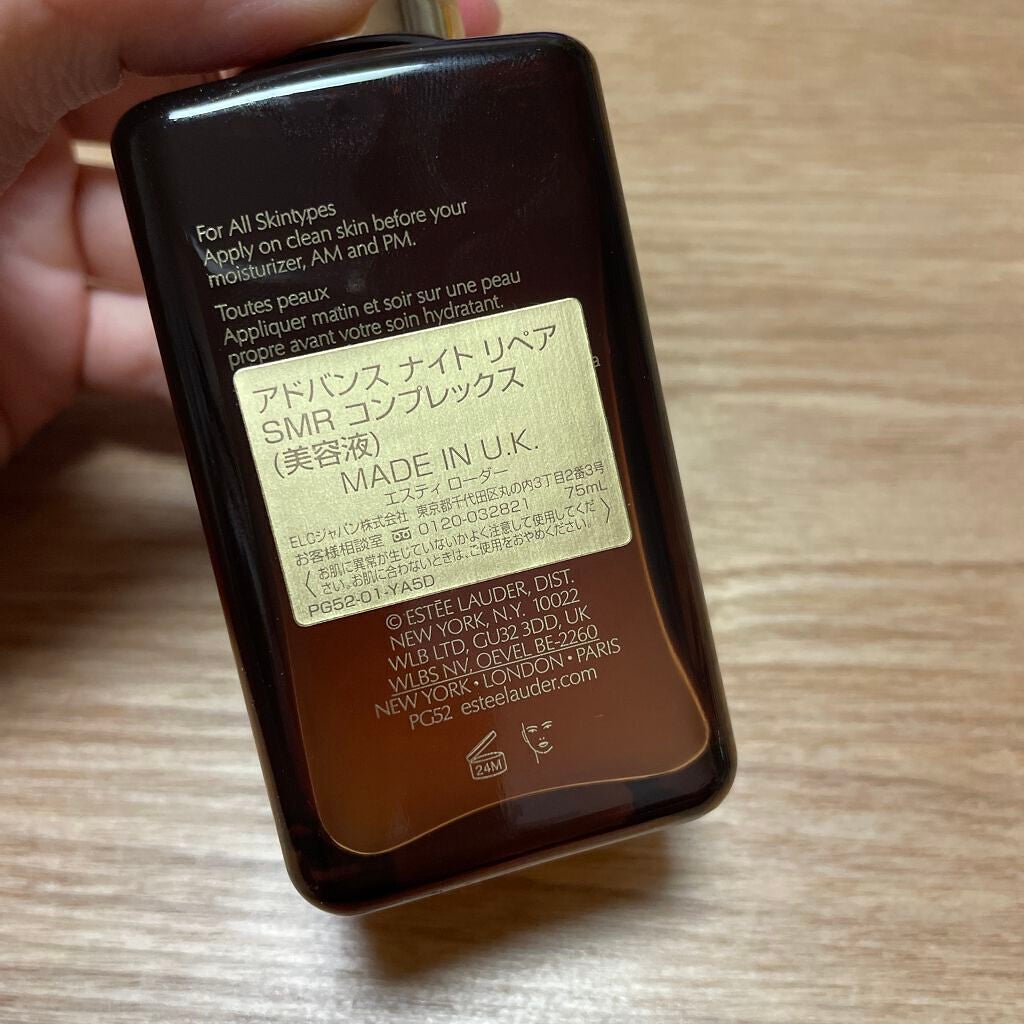 For All Skintypes
Apply on clean skin before your
moisturizer, AM and PM.
Toutes peaux
Appliquer matin et soir sur une peau
propre avant votre soin hydratant.
アドバンス ナイト リペア
SMR コンプレックス
(美容液)
MADE IN U.K.
エスティ ローダー
75mL
ELCジャパン株式会社 東京都千代田区丸の内3丁目2番3号
お客様相談室 0120-032821
〈お肌に異常が生じていないかよく注意して使用してくだ
さい。お肌に合わないときは、ご使用をおやめください。〉
PG52-01-YA5D
© ESTĒE LAUDER, DIST.
NEW YORK, N.Y. 10022
WLB LTD, GU32 3DD, UK
WLBS NV. OEVEL BE-2260
NEW YORK • LONDON • PARIS
PG52 esteelauder.com
24M